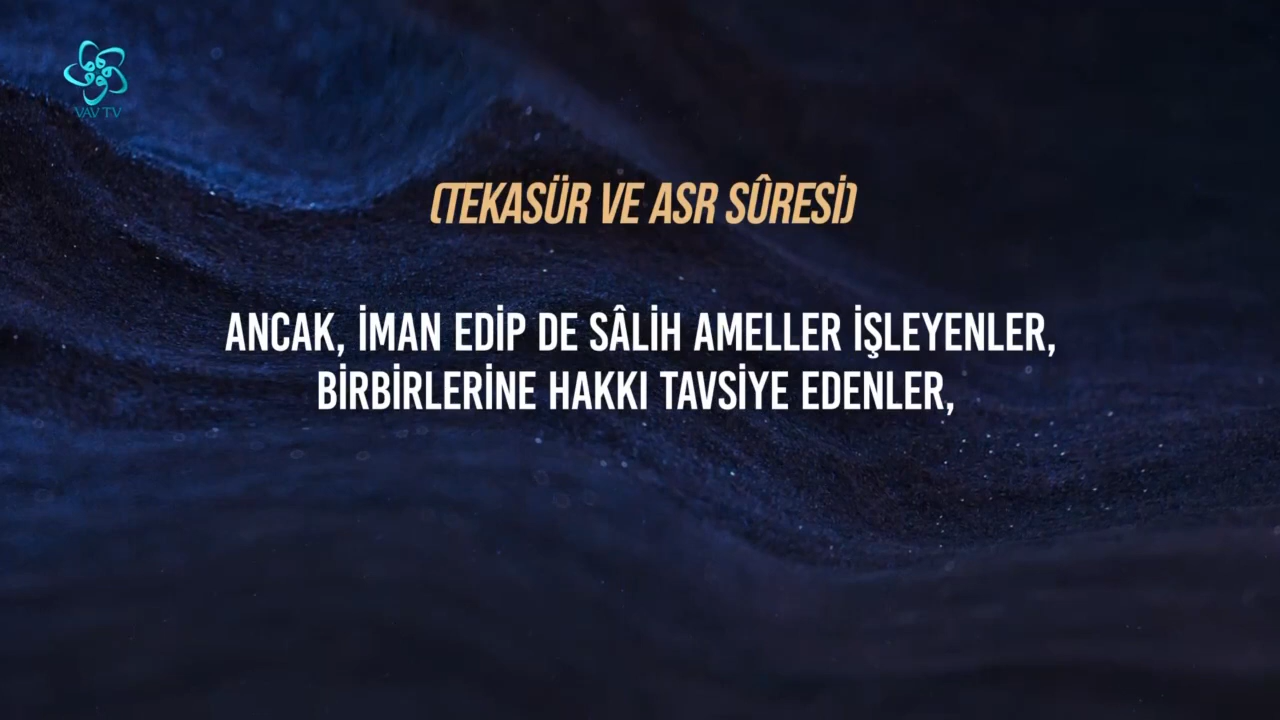 VAV TV
(TEKASÜR VE ASR SÛRESİ)
ANCAK, İMAN EDİP DE SÂLİH AMELLER İŞLEYENLER,
BİRBİRLERİNE HAKKI TAVSİYE EDENLER,